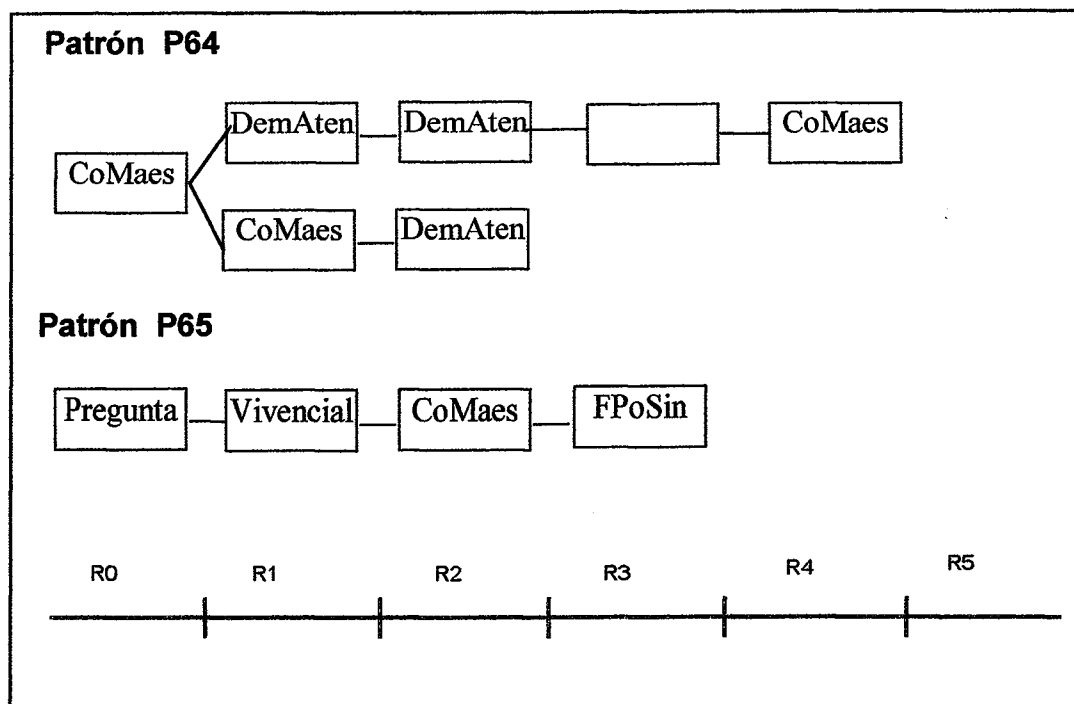 Patrón P64
DemAten DemAten CoMaes
CoMaes
CoMaes DemAten
Patrón P65
Pregunta Vivencial CoMaes FPoSin
R0 R1 R2 R3 R4 R5